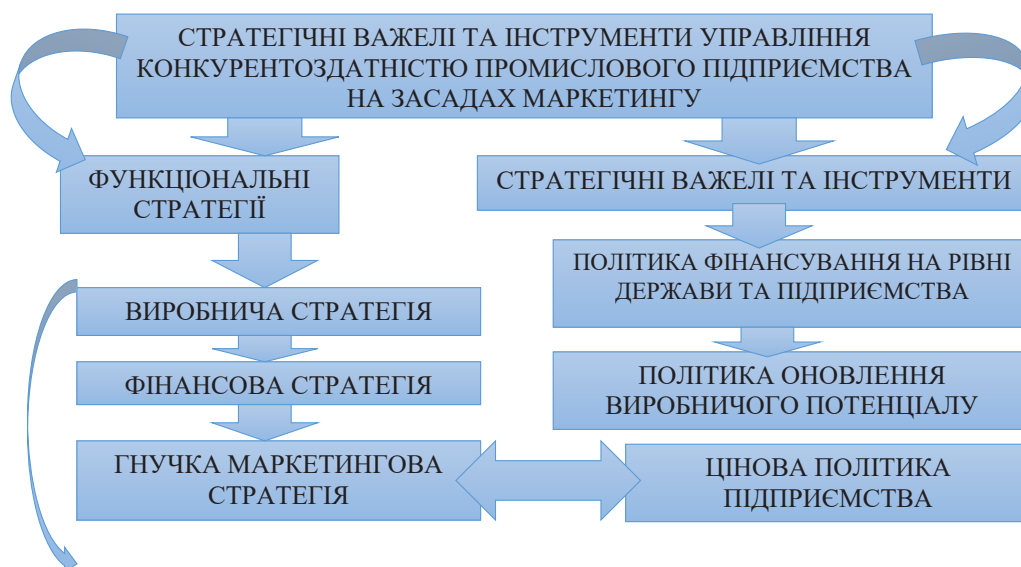 СТРАТЕГІЧНІ ВАЖЕЛІ ТА ІНСТРУМЕНТИ УПРАВЛІННЯ
КОНКУРЕНТОЗДАТНІСТЮ ПРОМИСЛОВОГО ПІДПРИЄМСТВА
НА ЗАСАДАХ МАРКЕТИНГУ
ФУНКЦІОНАЛЬНІ
СТРАТЕГІЇ
СТРАТЕГІЧНІ ВАЖЕЛІ ТА ІНСТРУМЕНТИ
ПОЛІТИКА ФІНАНСУВАННЯ НА РІВНІ
ДЕРЖАВИ ТА ПІДПРИЄМСТВА
ВИРОБНИЧА СТРАТЕГІЯ
ФІНАНСОВА СТРАТЕГІЯ
ПОЛІТИКА ОНОВЛЕННЯ
ВИРОБНИЧОГО ПОТЕНЦІАЛУ
ГНУЧКА МАРКЕТИНГОВА
СТРАТЕГІЯ
ЦІНОВА ПОЛІТИКА
ПІДПРИЄМСТВА